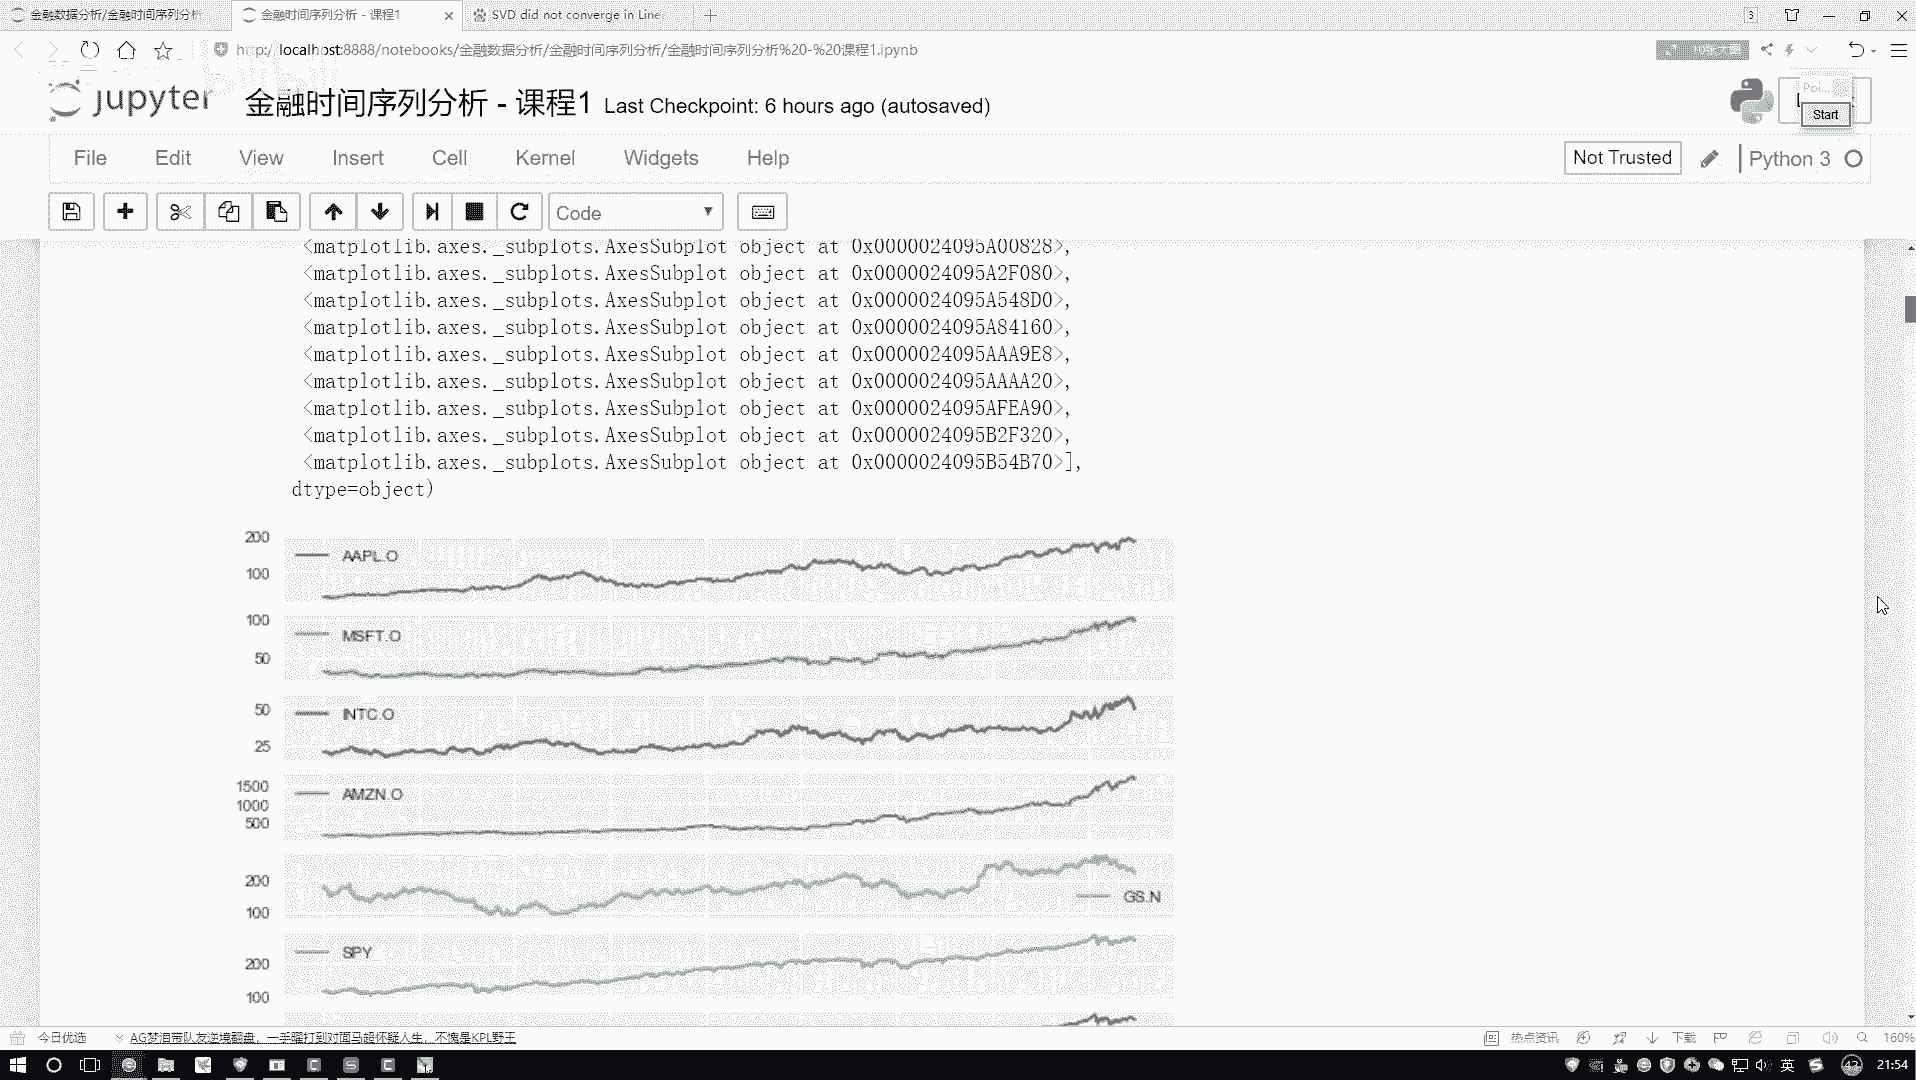 金融数据分析/金融时间序列分析
金融时间序列分析 - 课程1
SVD did not converge in Line
3
http://localhost:8888/notebooks/金融数据分析/金融时间序列分析/金融时间序列分析%20-%20课程1.ipynb
jupyter
金融时间序列分析 - 课程1 Last Checkpoint: 6 hours ago (autosaved)
Poi...
Start
File Edit View Insert Cell Kernel Widgets Help
Not Trusted
Python 3
Code
<matplotlib.axes._subplots.AxesSubplot object at 0x0000024095A00828>,
<matplotlib.axes._subplots.AxesSubplot object at 0x0000024095A2F080>,
<matplotlib.axes._subplots.AxesSubplot object at 0x0000024095A548D0>,
<matplotlib.axes._subplots.AxesSubplot object at 0x0000024095A84160>,
<matplotlib.axes._subplots.AxesSubplot object at 0x0000024095AAA9E8>,
<matplotlib.axes._subplots.AxesSubplot object at 0x0000024095AAAA20>,
<matplotlib.axes._subplots.AxesSubplot object at 0x0000024095AFEA90>,
<matplotlib.axes._subplots.AxesSubplot object at 0x0000024095B2F320>,
<matplotlib.axes._subplots.AxesSubplot object at 0x0000024095B54B70>],
dtype=object)
200
AAPL.O
100
100
MSFT.O
50
50
INTC.O
25
1500
AMZN.O
1000
500
200
GS.N
100
SPY
200
100
今日优选
AG梦泪带队友逆境翻盘，一手曜打到对面马超怀疑人生，不愧是KPL野王
热点资讯
下载
160%
英
43
21:54